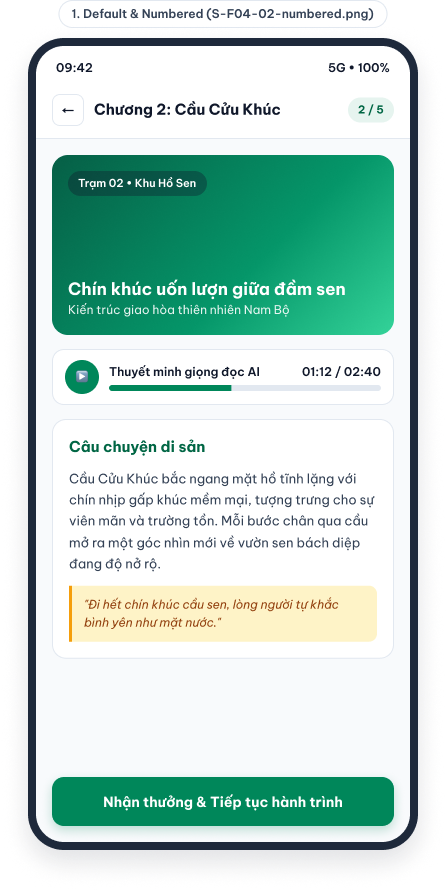 1. Default & Numbered (S-F04-02-numbered.png)
09:42
5G • 100%
← Chương 2: Cầu Cửu Khúc
2 / 5
Trạm 02 • Khu Hồ Sen
Chín khúc uốn lượn giữa đầm sen
Kiến trúc giao hòa thiên nhiên Nam Bộ
Thuyết minh giọng đọc AI
01:12 / 02:40
Câu chuyện di sản
Cầu Cửu Khúc bắc ngang mặt hồ tĩnh lặng với
chín nhịp gấp khúc mềm mại, tượng trưng cho sự
viên mãn và trường tồn. Mỗi bước chân qua cầu
mở ra một góc nhìn mới về vườn sen bách diệp
đang độ nở rộ.
"Đi hết chín khúc cầu sen, lòng người tự khắc
bình yên như mặt nước."
Nhận thưởng & Tiếp tục hành trình